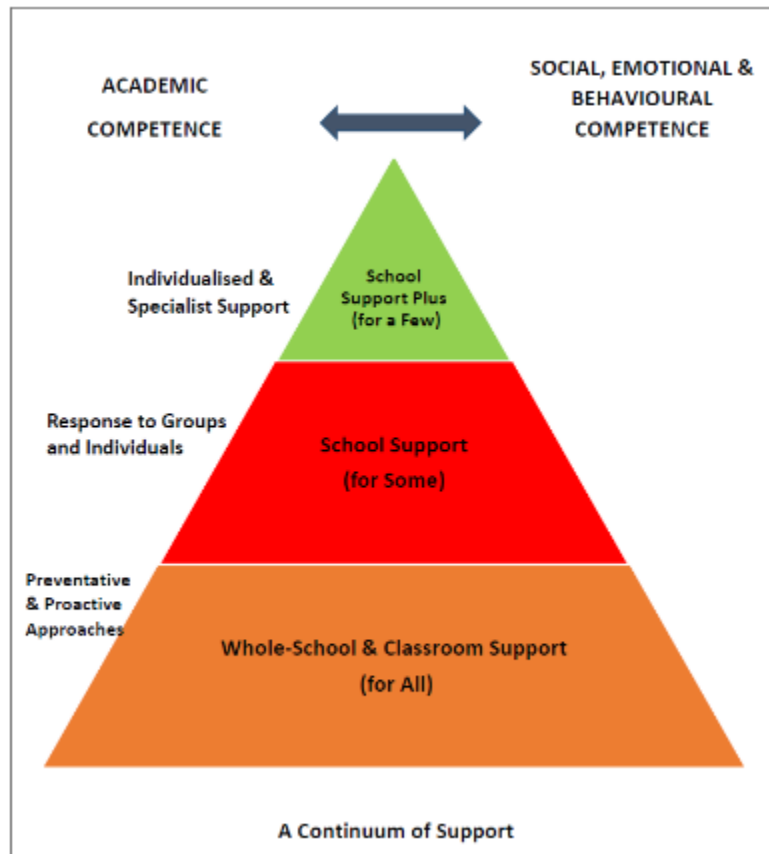 ACADEMIC
COMPETENCE
SOCIAL, EMOTIONAL &
BEHAVIOURAL
COMPETENCE
Individualised &
Specialist Support
School
Support Plus
(for a Few)
Response to Groups
and Individuals
School Support
(for Some)
Preventative
& Proactive
Approaches
Whole-School & Classroom Support
(for All)
A Continuum of Support